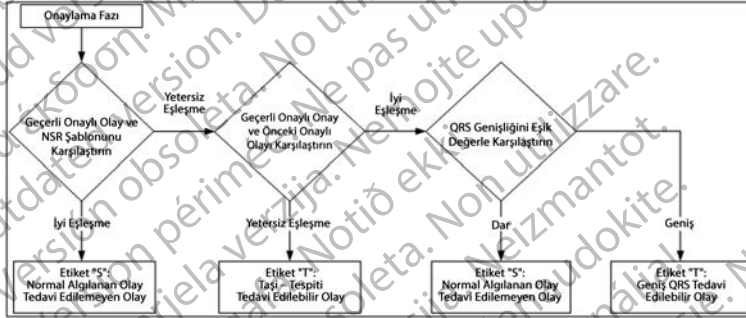 Onaylama Fazı
Geçerli Onaylı Olay ve
NSR Şablonunu
Karşılaştırın
Yetersiz
Eşleşme
Geçerli Onaylı Onay
ve Önceki Onaylı
Olayı Karşılaştırın
İyi
Eşleşme
QRS Genişliğini Eşik
Değerle Karşılaştırın
İyi Eşleşme
Yetersiz Eşleşme
Dar
Geniş
Etiket "S":
Normal Algılanan Olay
Tedavi Edilemeyen Olay
Etiket "T":
Taşi – Tespiti
Tedavi Edilebilir Olay
Etiket "S":
Normal Algılanan Olay
Tedavi Edilemeyen Olay
Etiket "T":
Geniş QRS Tedavi
Edilebilir Olay